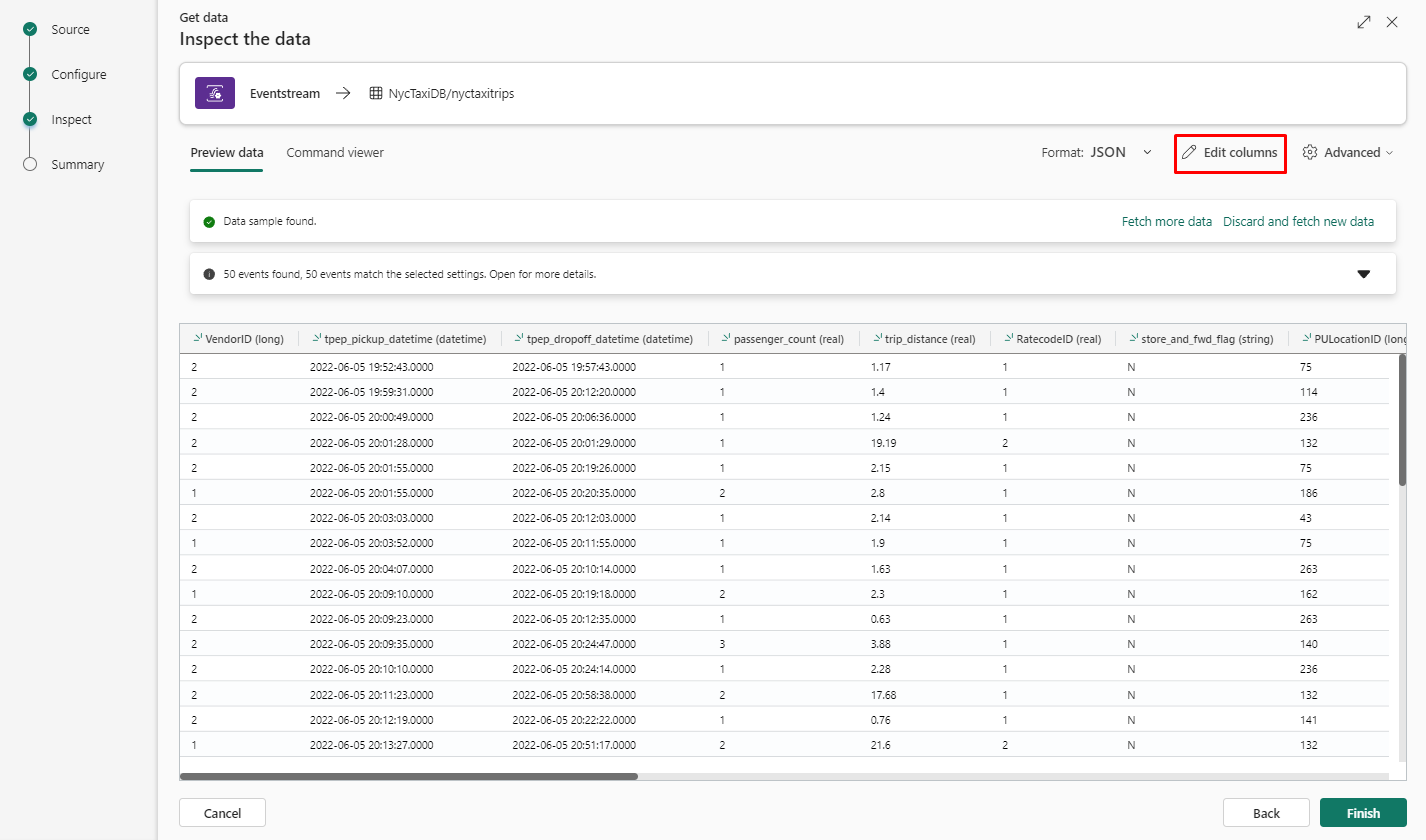 Source
Configure
Inspect
Summary
Get data
Inspect the data
Eventstream NycTaxiDB/nyctaxitrips
Preview data Command viewer Format: JSON Edit columns Advanced
Data sample found. Fetch more data Discard and fetch new data
50 events found, 50 events match the selected settings. Open for more details.
VendorID (long) tpep_pickup_datetime (datetime) tpep_dropoff_datetime (datetime) passenger_count (real) trip_distance (real) RatecodeID (real) store_and_fwd_flag (string) PULocationID (long
2 2022-06-05 19:52:43.0000 2022-06-05 19:57:43.0000 1 1.17 1 N 75
2 2022-06-05 19:59:31.0000 2022-06-05 20:12:20.0000 1 1.4 1 N 114
2 2022-06-05 20:00:49.0000 2022-06-05 20:06:36.0000 1 1.24 1 N 236
2 2022-06-05 20:01:28.0000 2022-06-05 20:01:29.0000 1 19.19 2 N 132
2 2022-06-05 20:01:55.0000 2022-06-05 20:19:26.0000 1 2.15 1 N 75
1 2022-06-05 20:01:55.0000 2022-06-05 20:20:35.0000 2 2.8 1 N 186
2 2022-06-05 20:03:03.0000 2022-06-05 20:12:03.0000 1 2.14 1 N 43
1 2022-06-05 20:03:52.0000 2022-06-05 20:11:55.0000 1 1.9 1 N 75
2 2022-06-05 20:04:07.0000 2022-06-05 20:10:14.0000 1 1.63 1 N 263
1 2022-06-05 20:09:10.0000 2022-06-05 20:19:18.0000 2 2.3 1 N 162
2 2022-06-05 20:09:23.0000 2022-06-05 20:12:35.0000 1 0.63 1 N 263
2 2022-06-05 20:09:35.0000 2022-06-05 20:24:47.0000 3 3.88 1 N 140
2 2022-06-05 20:10:10.0000 2022-06-05 20:24:14.0000 1 2.28 1 N 236
2 2022-06-05 20:11:23.0000 2022-06-05 20:58:38.0000 2 17.68 1 N 132
2 2022-06-05 20:12:19.0000 2022-06-05 20:22:22.0000 1 0.76 1 N 141
1 2022-06-05 20:13:27.0000 2022-06-05 20:51:17.0000 2 21.6 2 N 132
Cancel Back Finish